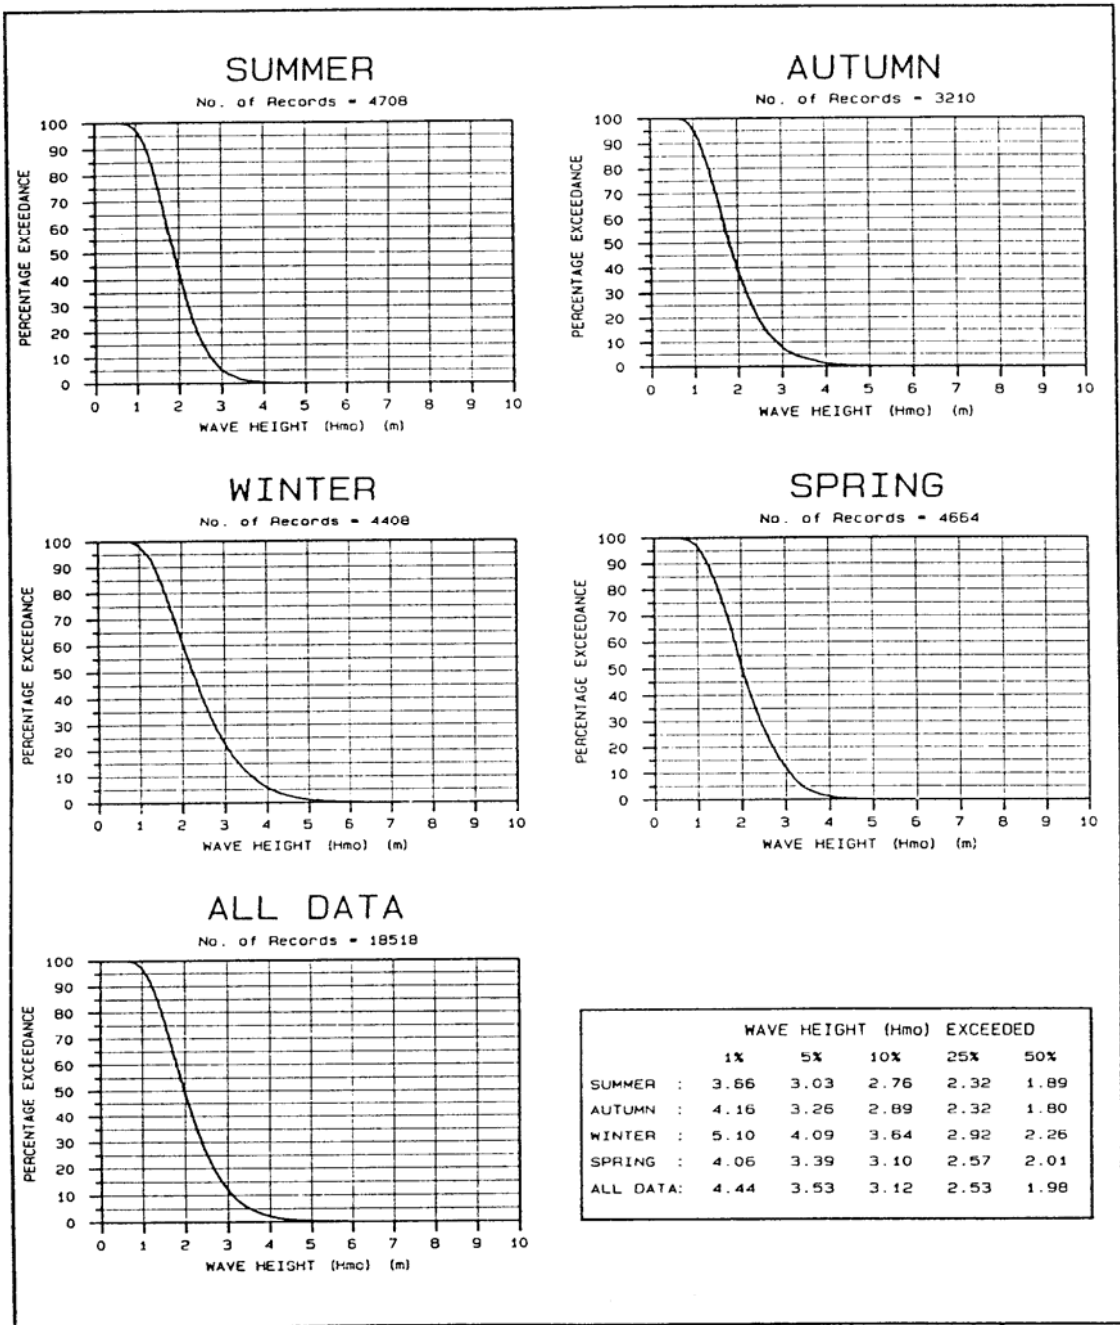 SUMMER
No. of Records = 4708
PERCENTAGE EXCEEDANCE
100
90
80
70
60
50
40
30
20
10
0
0 1 2 3 4 5 6 7 8 9 10
WAVE HEIGHT (Hmo) (m)
AUTUMN
No. of Records = 3210
PERCENTAGE EXCEEDANCE
100
90
80
70
60
50
40
30
20
10
0
0 1 2 3 4 5 6 7 8 9 10
WAVE HEIGHT (Hmo) (m)
WINTER
No. of Records = 4408
PERCENTAGE EXCEEDANCE
100
90
80
70
60
50
40
30
20
10
0
0 1 2 3 4 5 6 7 8 9 10
WAVE HEIGHT (Hmo) (m)
SPRING
No. of Records = 4664
PERCENTAGE EXCEEDANCE
100
90
80
70
60
50
40
30
20
10
0
0 1 2 3 4 5 6 7 8 9 10
WAVE HEIGHT (Hmo) (m)
ALL DATA
No. of Records = 18518
PERCENTAGE EXCEEDANCE
100
90
80
70
60
50
40
30
20
10
0
0 1 2 3 4 5 6 7 8 9 10
WAVE HEIGHT (Hmo) (m)
WAVE HEIGHT (Hmo) EXCEEDED
1% 5% 10% 25% 50%
SUMMER : 3.66 3.03 2.76 2.32 1.89
AUTUMN : 4.16 3.26 2.89 2.32 1.80
WINTER : 5.10 4.09 3.64 2.92 2.26
SPRING : 4.06 3.39 3.10 2.57 2.01
ALL DATA: 4.44 3.53 3.12 2.53 1.98